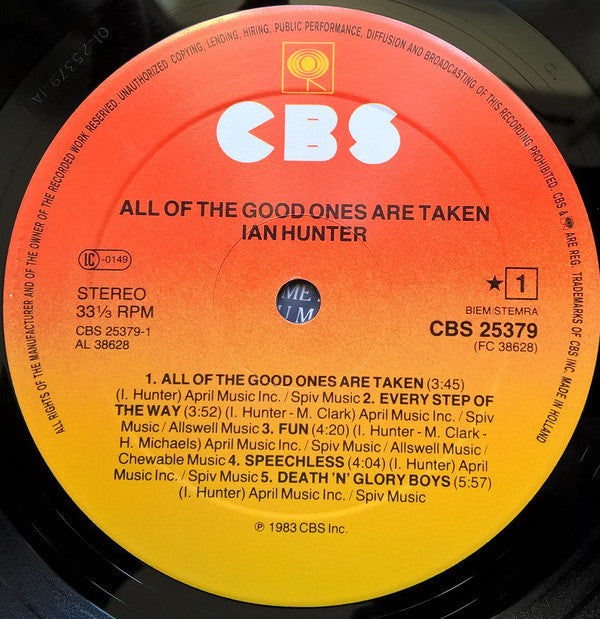 ALL RIGHTS OF THE MANUFACTURER AND OF THE OWNER OF THE RECORDED WORK RESERVED. UNAUTHORIZED COPYING, LENDING, HIRING, PUBLIC PERFORMANCE, DIFFUSION AND BROADCASTING OF THIS RECORDING PROHIBITED. CBS & ARE REG. TRADEMARKS OF CBS INC. MADE IN HOLLAND
CBS
ALL OF THE GOOD ONES ARE TAKEN
IAN HUNTER
IC -0149
STEREO
33⅓ RPM
CBS 25379-1
AL 38628
★ 1
BIEM/STEMRA
CBS 25379
(FC 38628)
ME
UM
1. ALL OF THE GOOD ONES ARE TAKEN (3:45)
(I. Hunter) April Music Inc. / Spiv Music 2. EVERY STEP OF
THE WAY (3:52) (I. Hunter - M. Clark) April Music Inc. / Spiv
Music / Allswell Music 3. FUN (4:20) (I. Hunter - M. Clark -
H. Michaels) April Music Inc. / Spiv Music / Allswell Music /
Chewable Music 4. SPEECHLESS (4:04) (I. Hunter) April
Music Inc. / Spiv Music 5. DEATH 'N' GLORY BOYS (5:57)
(I. Hunter) April Music Inc. / Spiv Music
℗ 1983 CBS Inc.